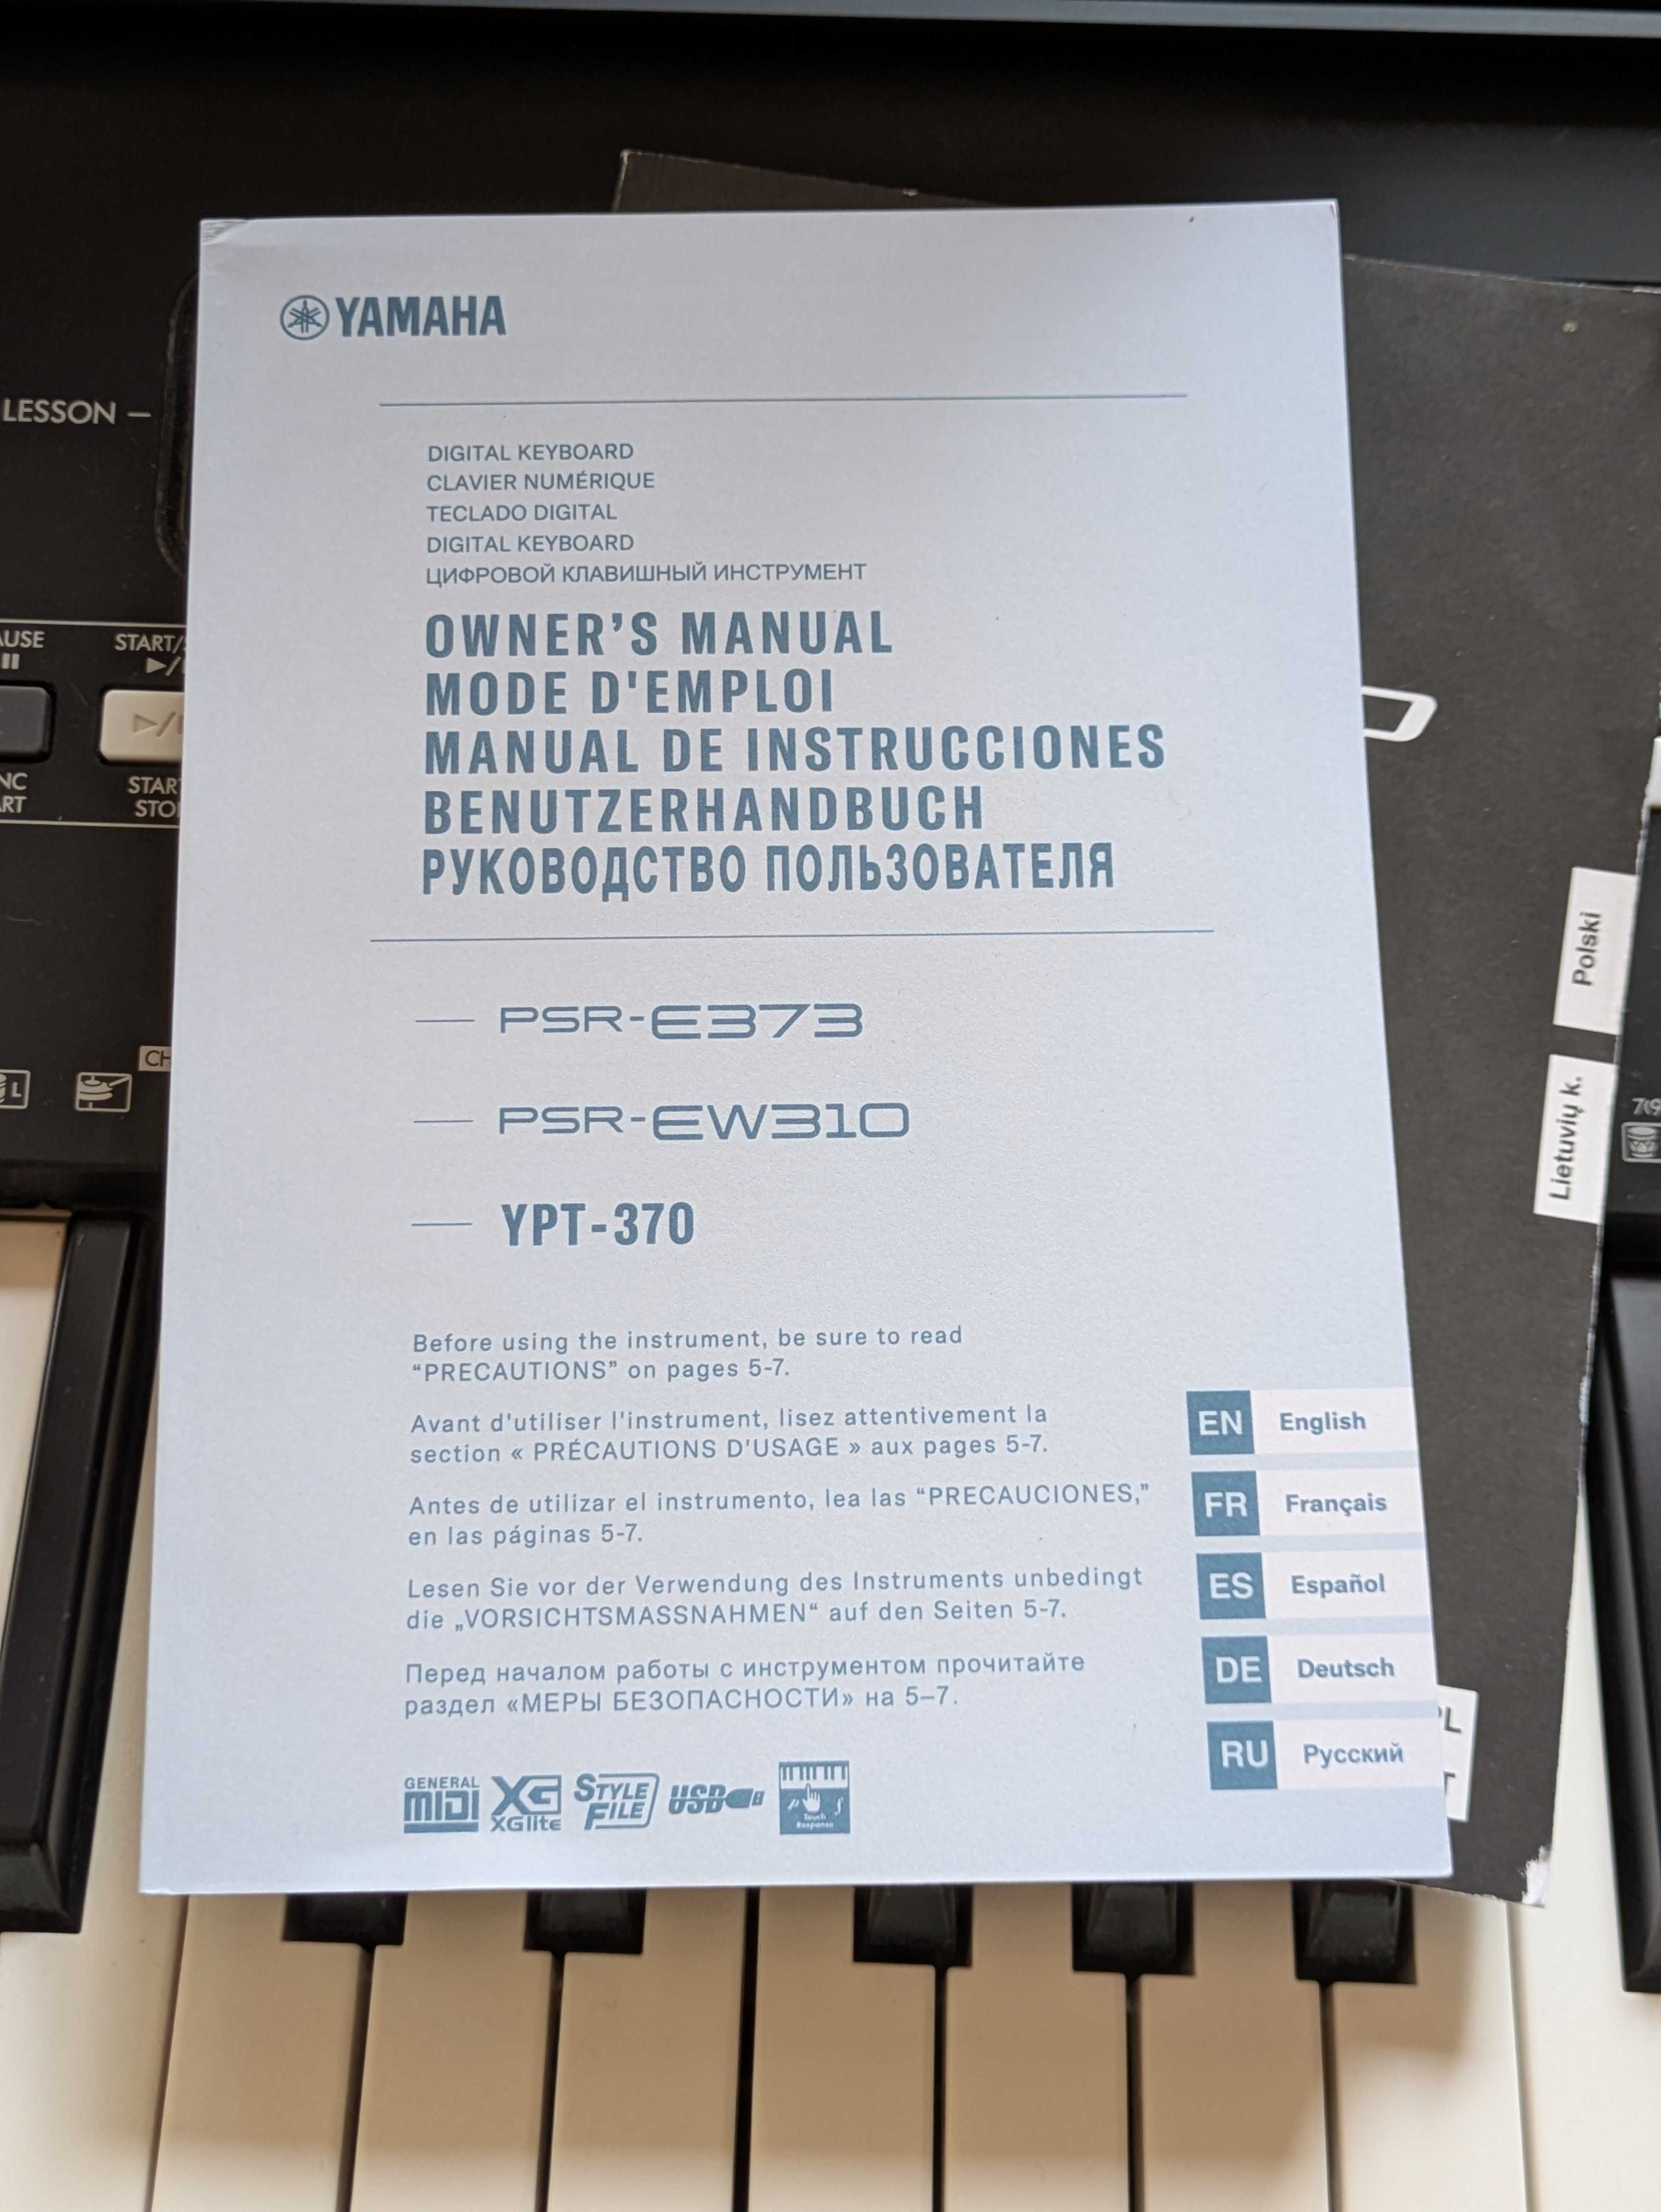 YAMAHA
DIGITAL KEYBOARD
CLAVIER NUMÉRIQUE
TECLADO DIGITAL
DIGITAL KEYBOARD
ЦИФРОВОЙ КЛАВИШНЫЙ ИНСТРУМЕНТ
OWNER'S MANUAL
MODE D'EMPLOI
MANUAL DE INSTRUCCIONES
BENUTZERHANDBUCH
РУКОВОДСТВО ПОЛЬЗОВАТЕЛЯ
PSR-E373
PSR-EW310
YPT-370
Before using the instrument, be sure to read
“PRECAUTIONS” on pages 5-7.
Avant d'utiliser l'instrument, lisez attentivement la
section « PRÉCAUTIONS D'USAGE » aux pages 5-7.
Antes de utilizar el instrumento, lea las “PRECAUCIONES,”
en las páginas 5-7.
Lesen Sie vor der Verwendung des Instruments unbedingt
die „VORSICHTSMASSNAHMEN“ auf den Seiten 5-7.
Перед началом работы с инструментом прочитайте
раздел «МЕРЫ БЕЗОПАСНОСТИ» на 5–7.
EN English
FR Français
ES Español
DE Deutsch
RU Русский
GENERAL
MIDI
XG
XGlite
STYLE
FILE
USB
Touch
Response
LESSON
START/
START
STOP
L
Polski
Lietuvių k.